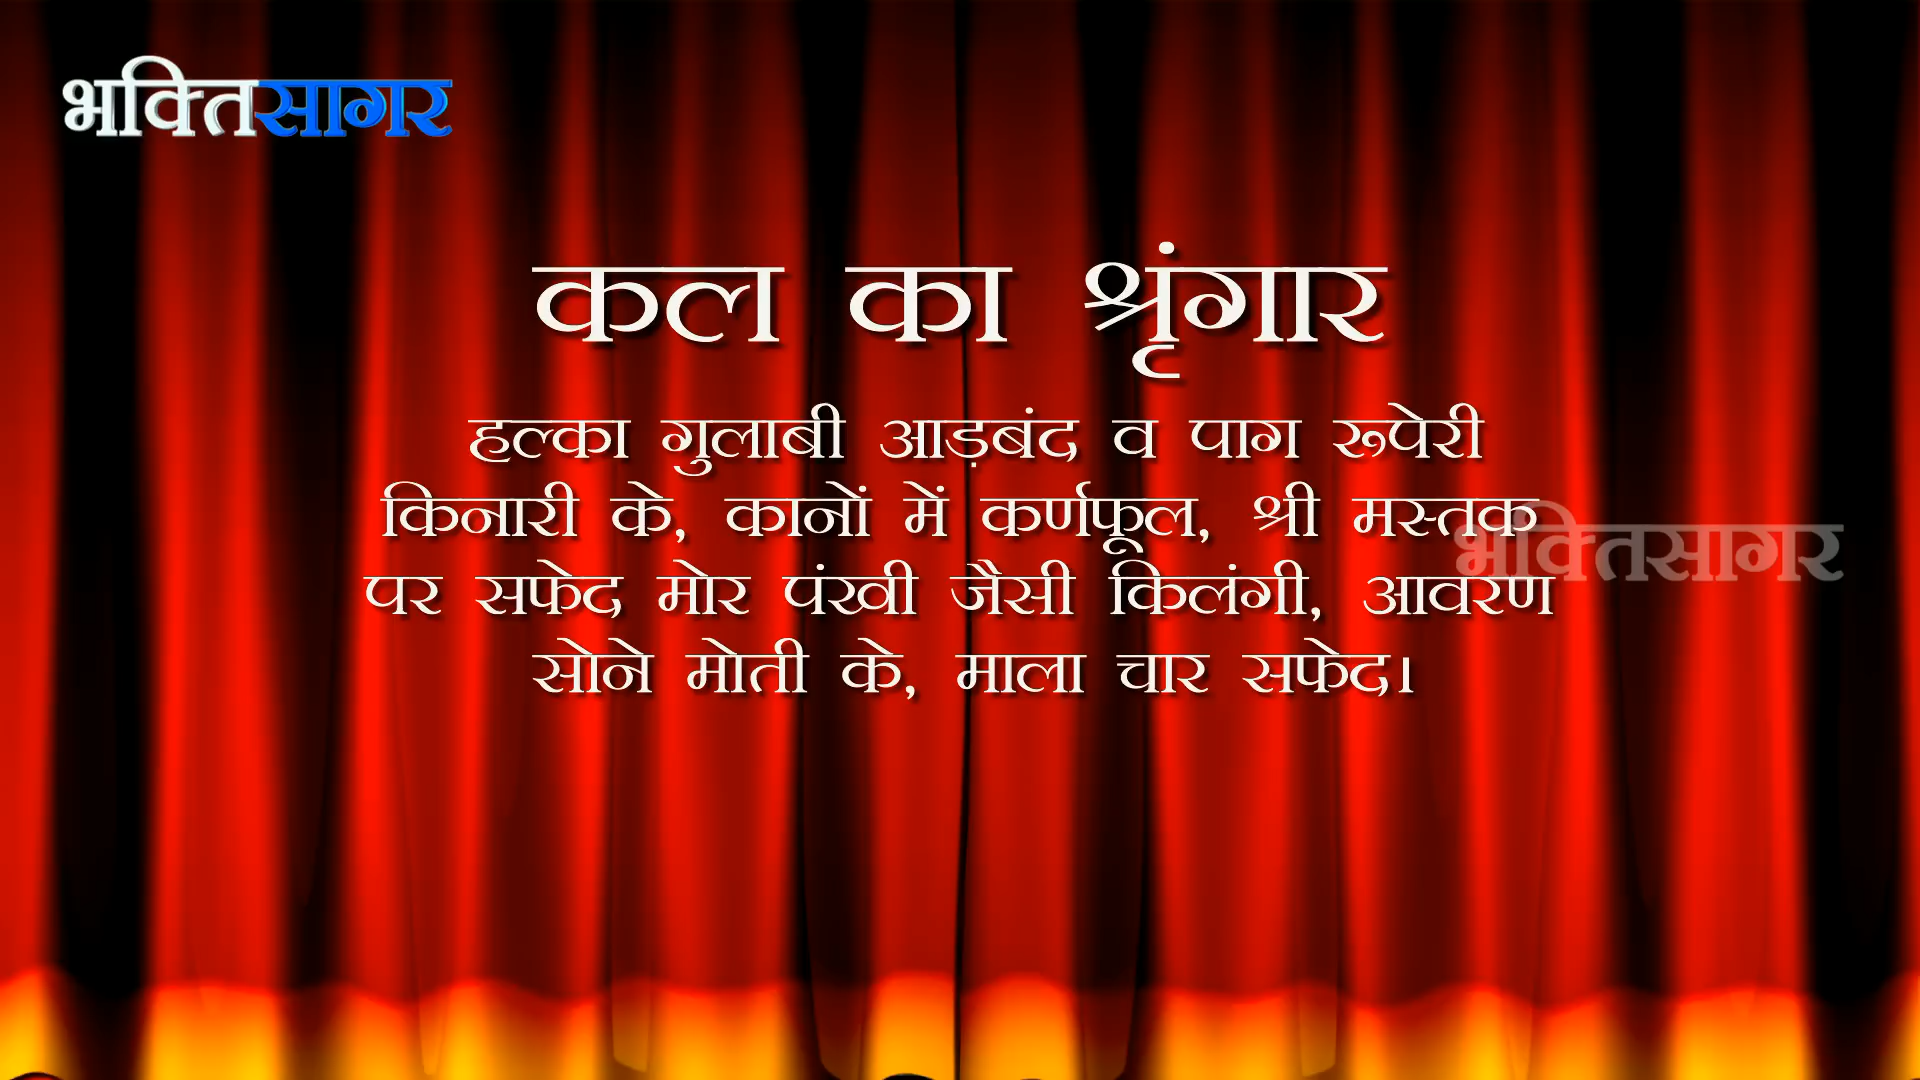 भक्तिसागर
कल का श्रृंगार
हल्का गुलाबी आड़बंद व पाग रूपेरी
किनारी के, कानों में कर्णफूल, श्री मस्तक
भक्तिसागर
पर सफेद मोर पंखी जैसी किलंगी, आवरण
सोने मोती के, माला चार सफेद।